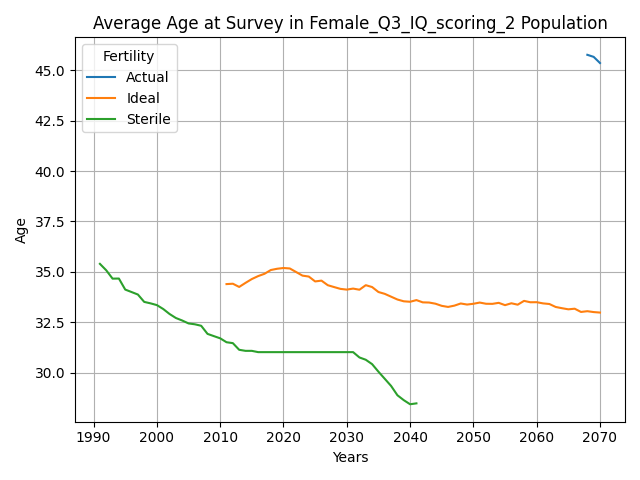 Average Age at Survey in Female_Q3_IQ_scoring_2 Population
Fertility
Actual
Ideal
Sterile
Age
45.0
42.5
40.0
37.5
35.0
32.5
30.0
1990 2000 2010 2020 2030 2040 2050 2060 2070
Years